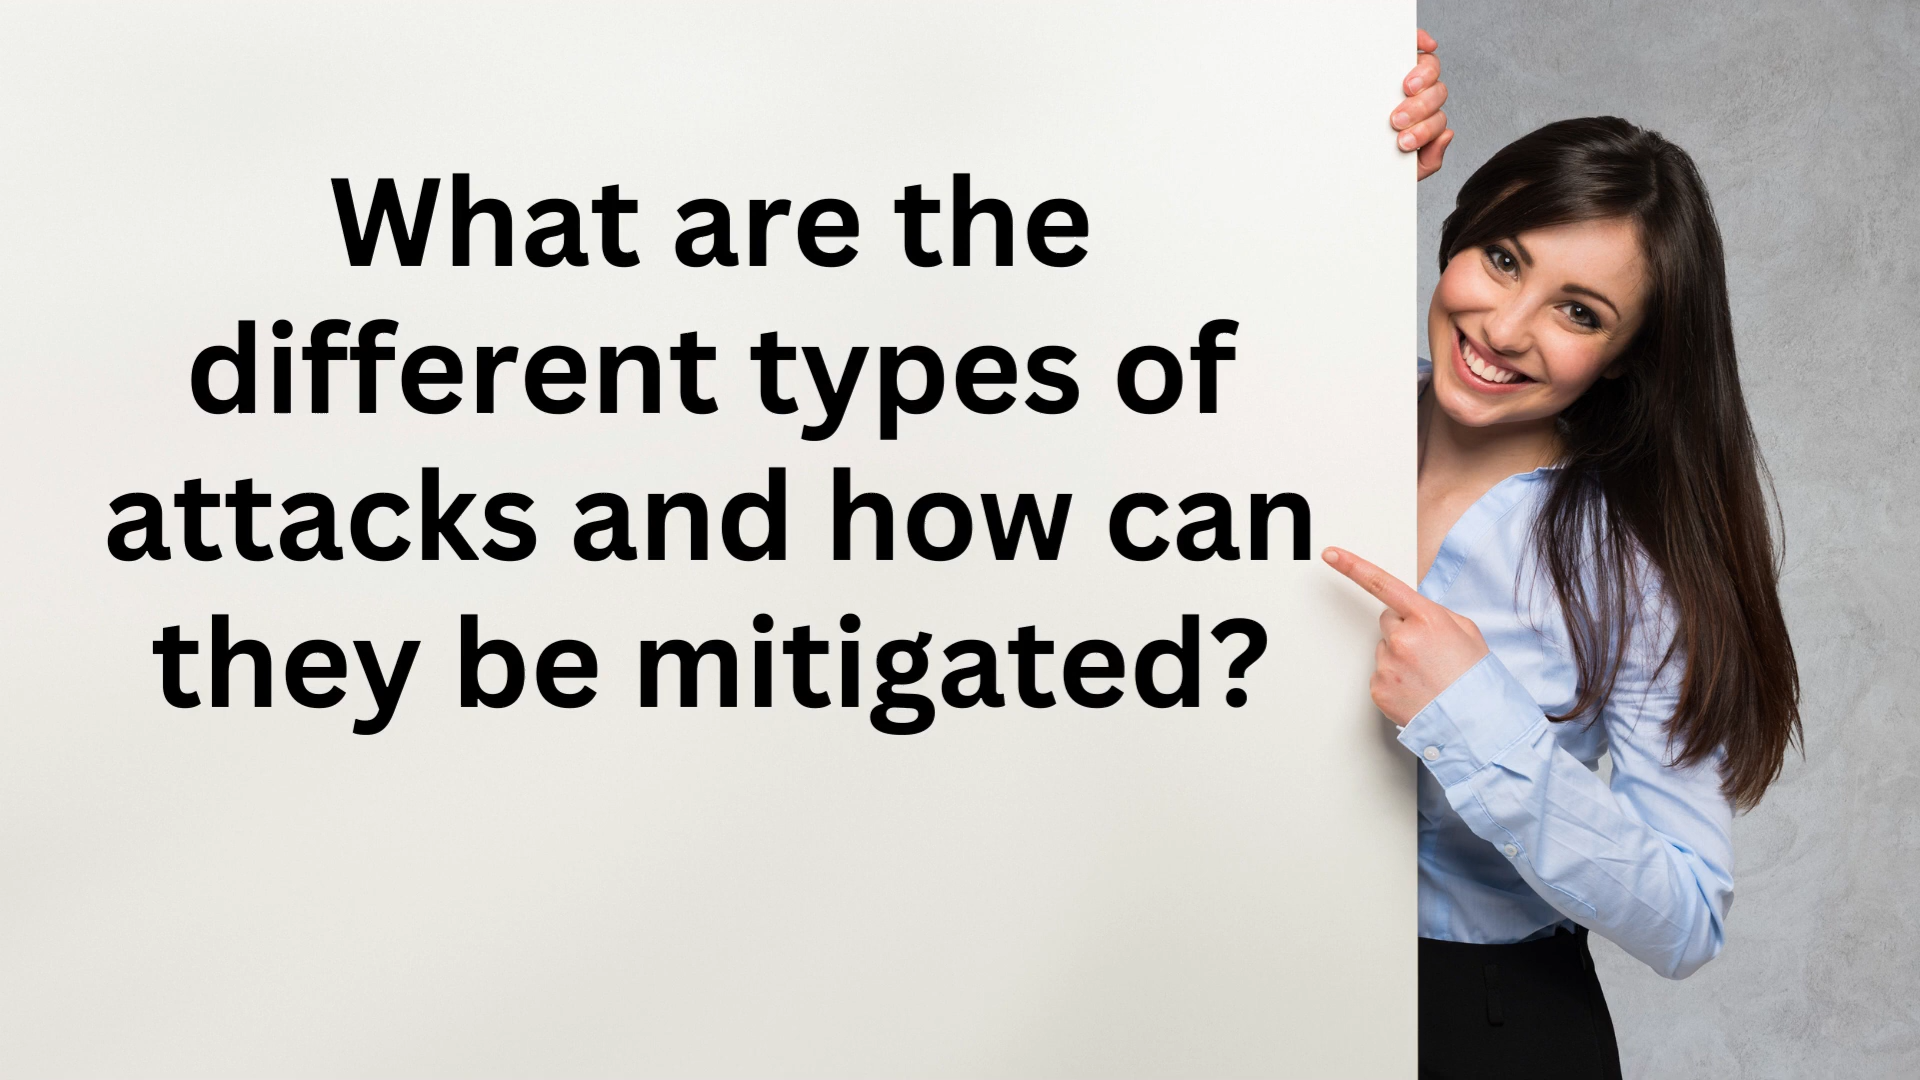 What are the
different types of
attacks and how can
they be mitigated?